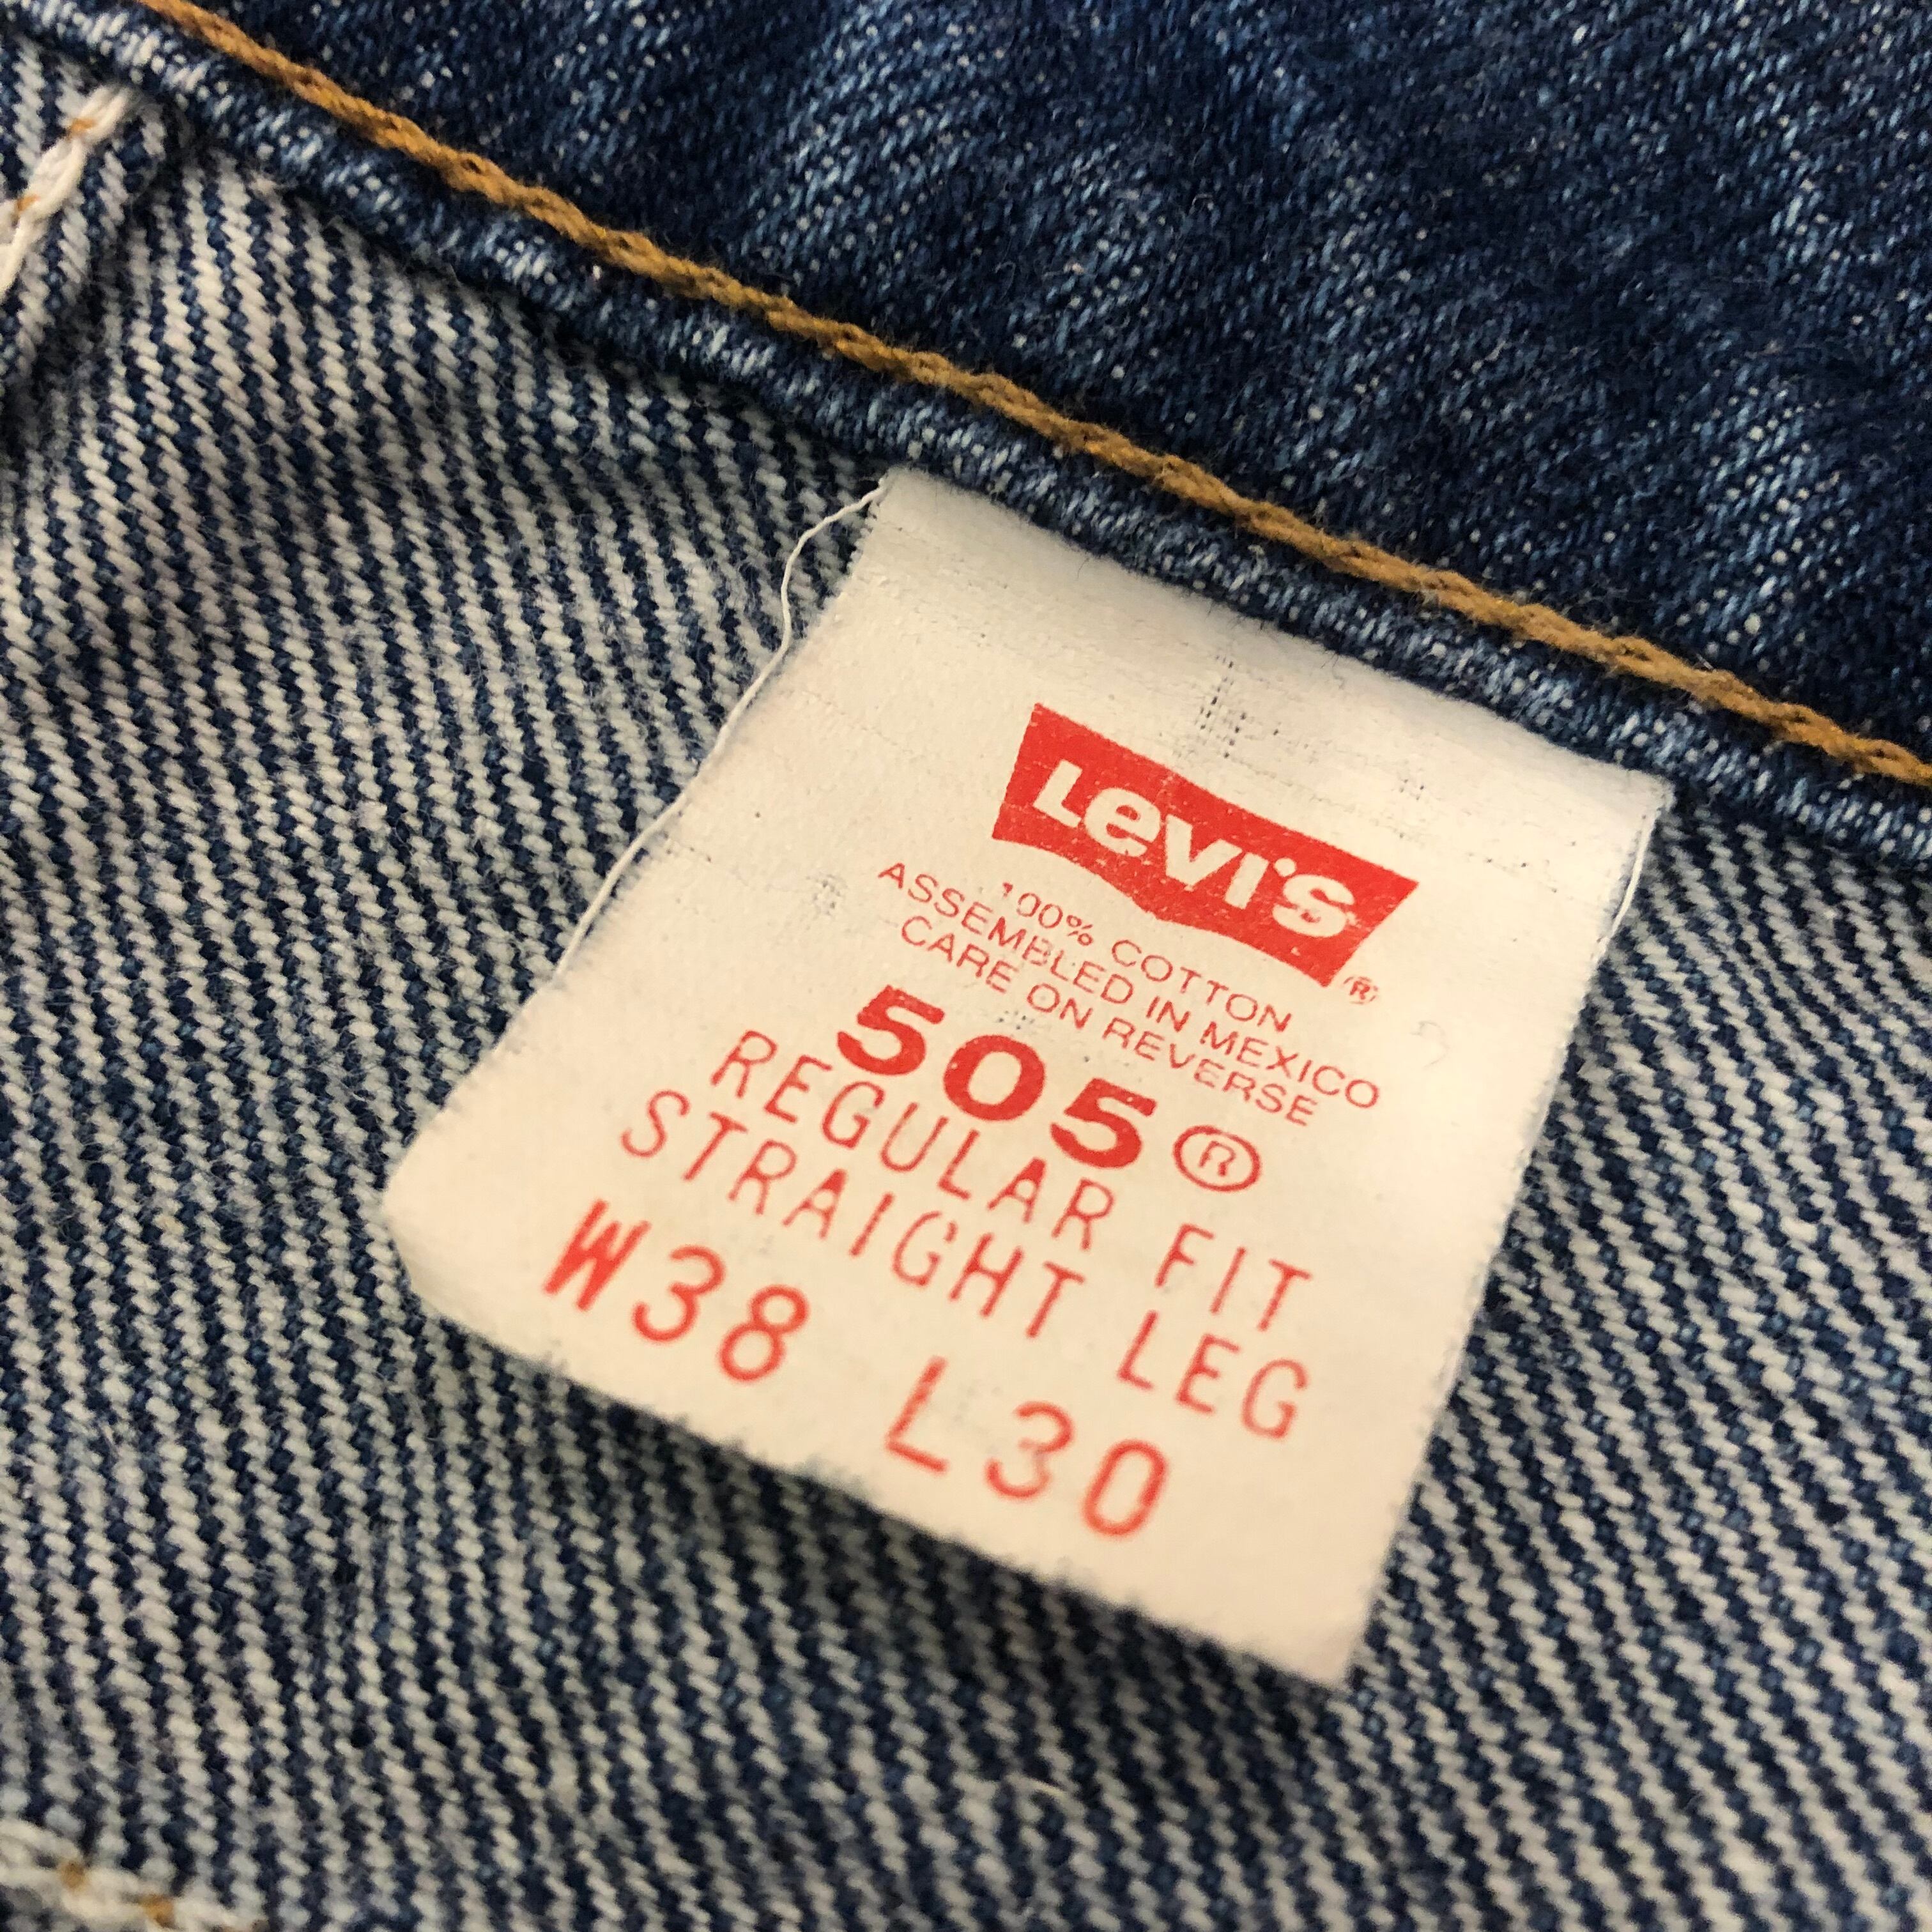 Levi's ®
100% COTTON
ASSEMBLED IN MEXICO
CARE ON REVERSE
505®
REGULAR FIT
STRAIGHT LEG
W38 L30